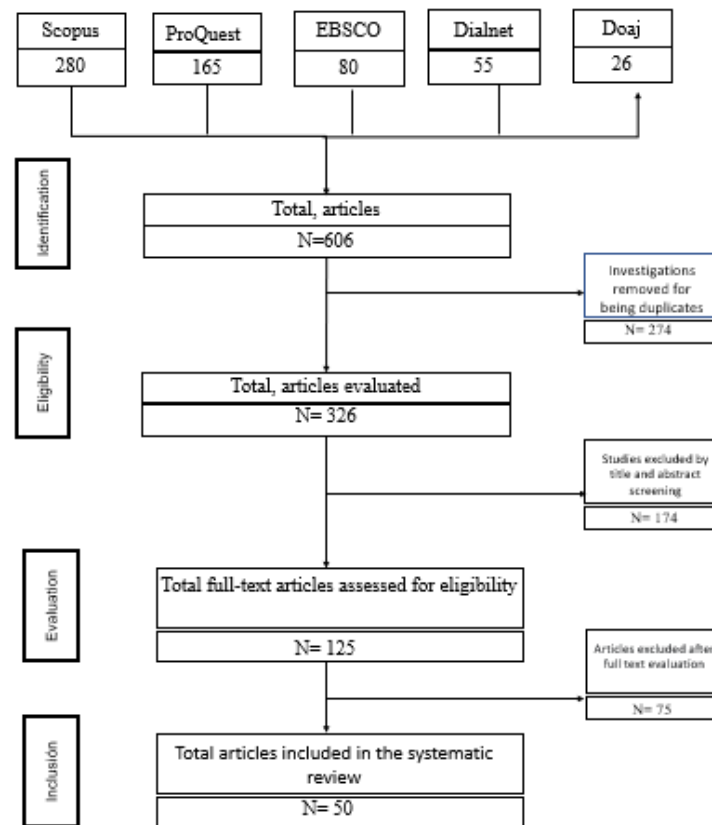 Scopus
280
ProQuest
165
EBSCO
80
Dialnet
55
Doaj
26
Identification
Total, articles
N=606
Investigations
removed for
being duplicates
N= 274
Eligibility
Total, articles evaluated
N= 326
Studies excluded by
title and abstract
screening
N= 174
Evaluation
Total full-text articles assessed for eligibility
N= 125
Articles excluded after
full text evaluation
N= 75
Inclusión
Total articles included in the systematic
review
N= 50